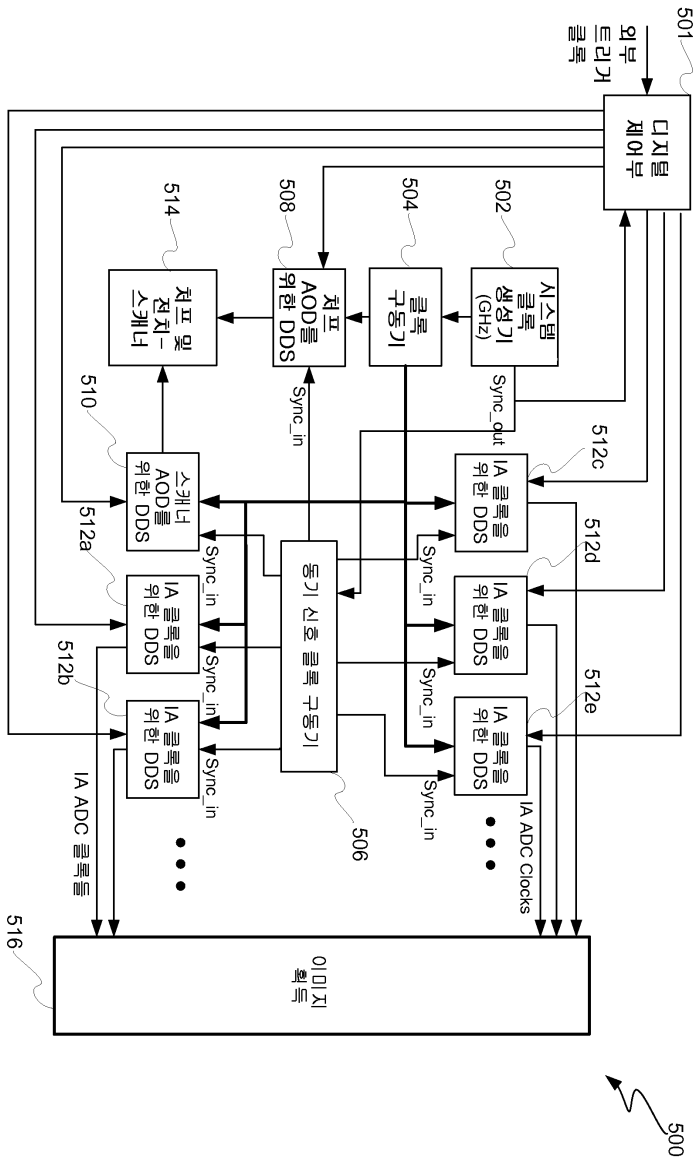 501
외부
트리거
클록
디지털
제어부
502
시스템
클록
생성기
(GHz)
Sync_out
504
클록
구동기
508
처프
AOD를
위한 DDS
Sync_in
514
처프 및
전치–
스캐너
512c
IA 클록을
위한 DDS
Sync_in
512d
IA 클록을
위한 DDS
Sync_in
512e
IA 클록을
위한 DDS
Sync_in
IA ADC Clocks
동기 신호 클록 구동기
506
510
스캐너
AOD를
위한 DDS
Sync_in
512a
IA 클록을
위한 DDS
Sync_in
512b
IA 클록을
위한 DDS
Sync_in
IA ADC 클록들
이미지
획득
516
500